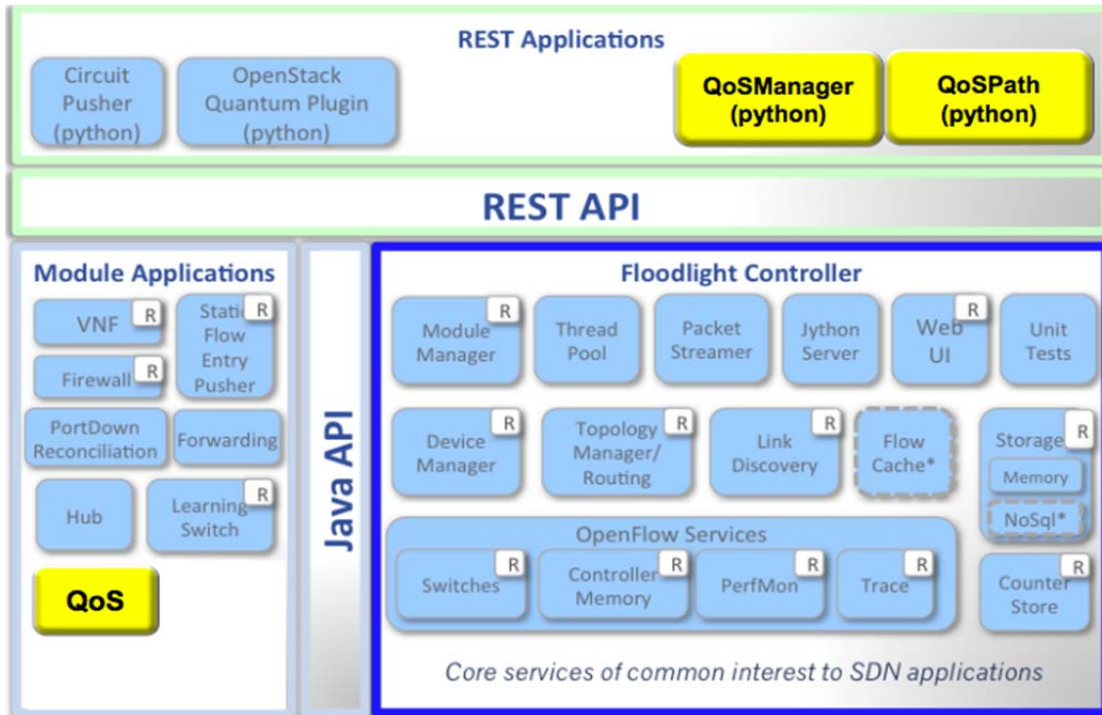 REST Applications
Circuit
Pusher
(python)
OpenStack
Quantum Plugin
(python)
QoSManager
(python)
QoSPath
(python)
REST API
Module Applications
VNF
R
Static
R
Flow
Entry
Pusher
Firewall
R
PortDown
Reconciliation
Forwarding
Hub
Learning
R
Switch
QoS
Java API
Floodlight Controller
Module
R
Manager
Thread
Pool
Packet
Streamer
Jython
Server
Web
R
UI
Unit
Tests
Device
R
Manager
Topology
R
Manager/
Routing
Link
R
Discovery
Flow
Cache*
Storage
R
Memory
NoSql*
OpenFlow Services
Switches
R
Controller
R
Memory
PerfMon
R
Trace
R
Counter
R
Store
Core services of common interest to SDN applications